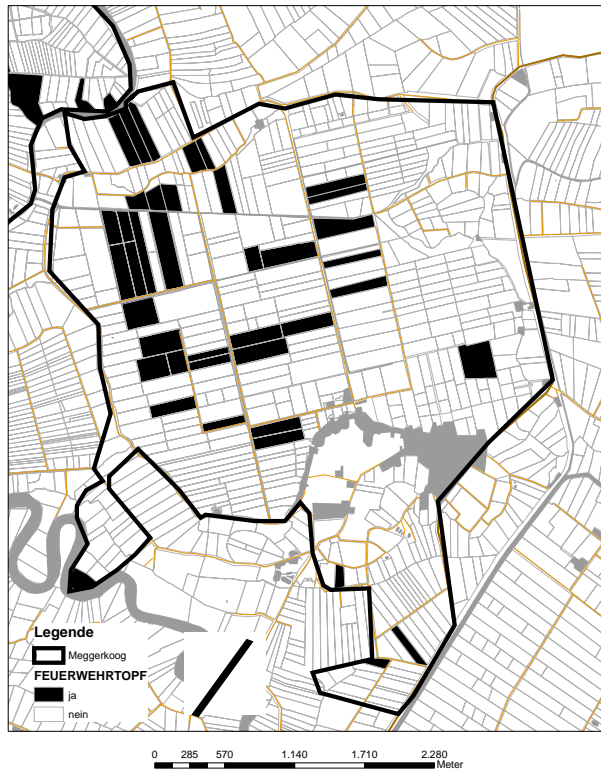 Legende
Meggerkoog
FEUERWEHRTOPF
ja
nein
0 285 570 1.140 1.710 2.280
Meter